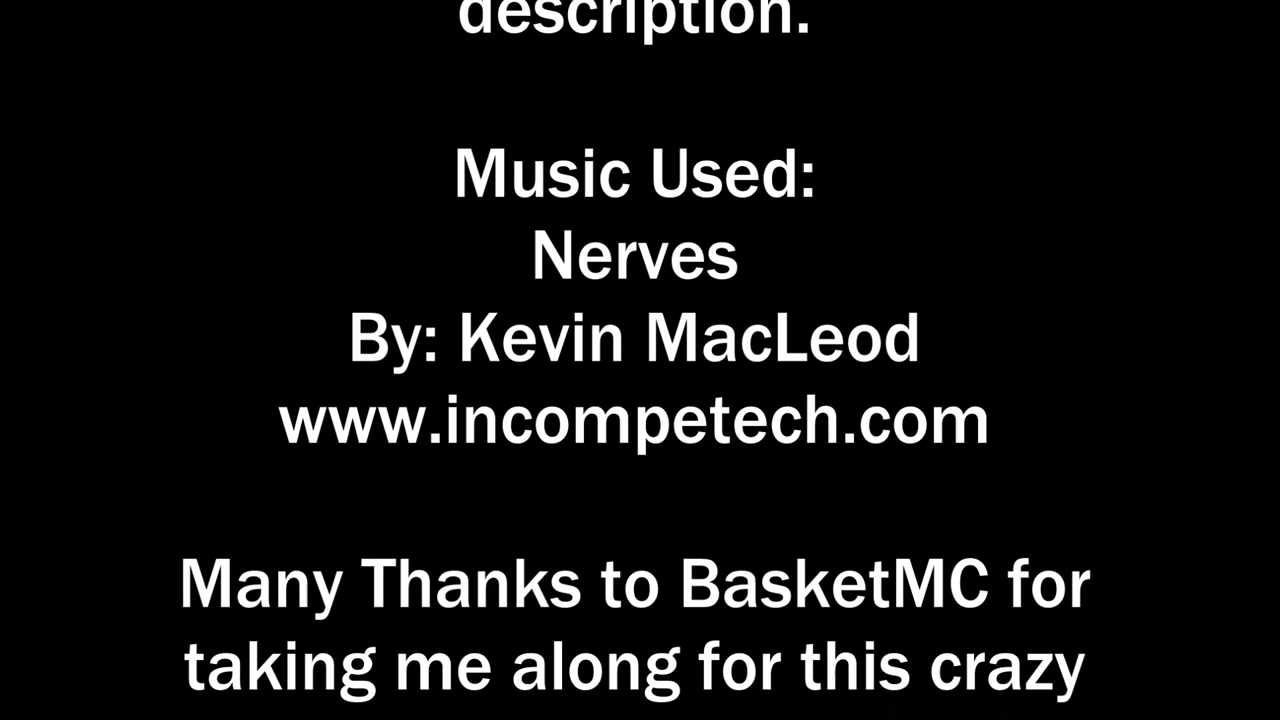 description.
Music Used:
Nerves
By: Kevin MacLeod
www.incompetech.com
Many Thanks to BasketMC for
taking me along for this crazy